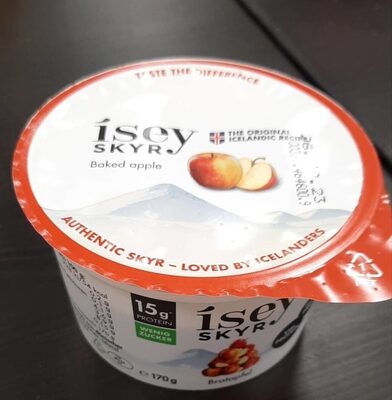 TASTE THE DIFFERENCE
ísey
SKYR
THE ORIGINAL
ICELANDIC RECIPE
Baked apple
AUTHENTIC SKYR – LOVED BY ICELANDERS
15g
PROTEIN
WENIG
ZUCKER
ísey
SKYR
Bratapfel
℮ 170g